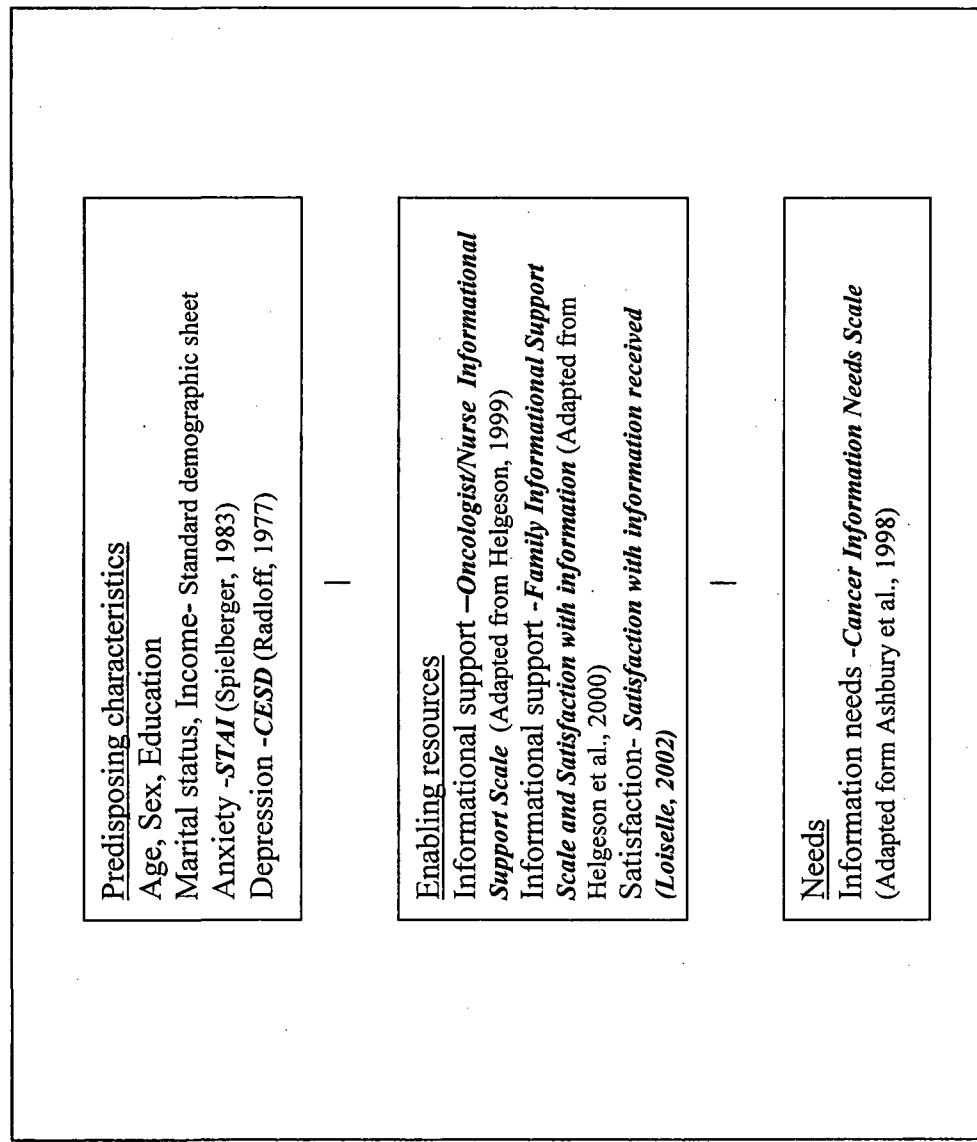 Predisposing characteristics
Age, Sex, Education
Marital status, Income- Standard demographic sheet
Anxiety -STAI (Spielberger, 1983)
Depression -CESD (Radloff, 1977)
Enabling resources
Informational support –Oncologist/Nurse Informational
Support Scale (Adapted from Helgeson, 1999)
Informational support -Family Informational Support
Scale and Satisfaction with information (Adapted from
Helgeson et al., 2000)
Satisfaction- Satisfaction with information received
(Loiselle, 2002)
Needs
Information needs -Cancer Information Needs Scale
(Adapted form Ashbury et al., 1998)